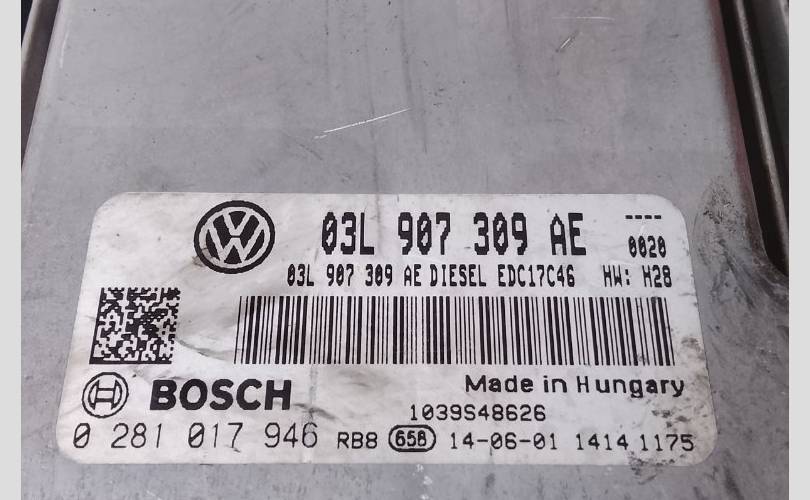 03L 907 309 AE ----
0020
03L 907 309 AE DIESEL EDC17C46 HW: H28
BOSCH Made in Hungary
1039S48626
0 281 017 946 RB8 658 14-06-01 1414 1175